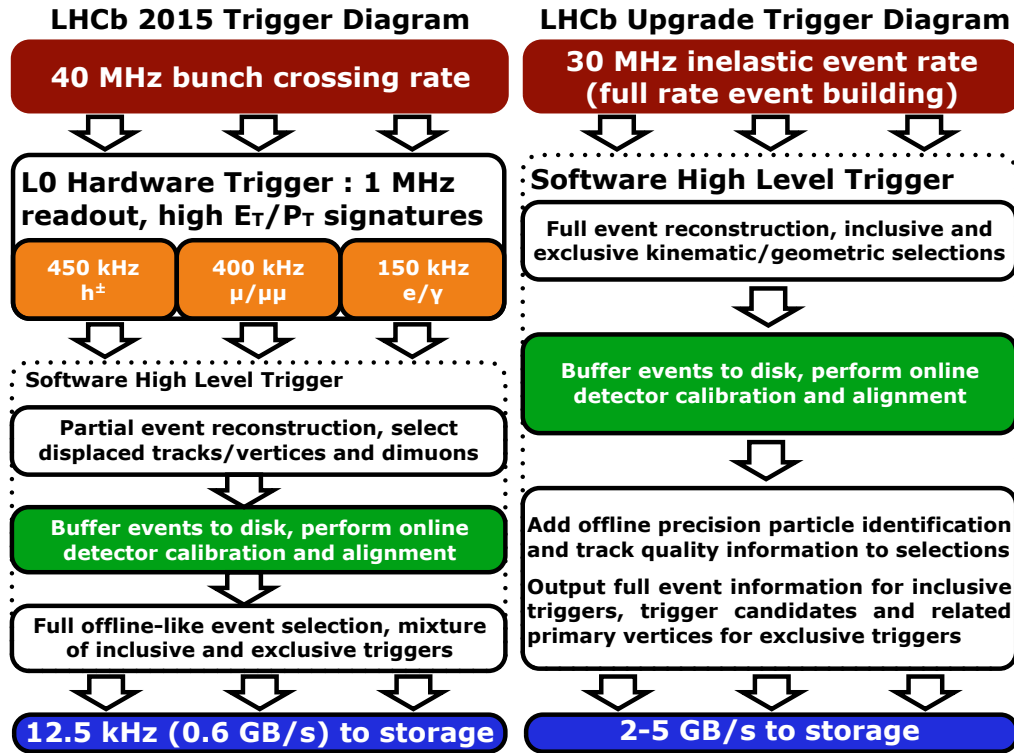 LHCb 2015 Trigger Diagram
40 MHz bunch crossing rate
L0 Hardware Trigger : 1 MHz
readout, high ET/PT signatures
450 kHz
h±
400 kHz
µ/µµ
150 kHz
e/γ
Software High Level Trigger
Partial event reconstruction, select
displaced tracks/vertices and dimuons
Buffer events to disk, perform online
detector calibration and alignment
Full offline-like event selection, mixture
of inclusive and exclusive triggers
12.5 kHz (0.6 GB/s) to storage
LHCb Upgrade Trigger Diagram
30 MHz inelastic event rate
(full rate event building)
Software High Level Trigger
Full event reconstruction, inclusive and
exclusive kinematic/geometric selections
Buffer events to disk, perform online
detector calibration and alignment
Add offline precision particle identification
and track quality information to selections
Output full event information for inclusive
triggers, trigger candidates and related
primary vertices for exclusive triggers
2-5 GB/s to storage